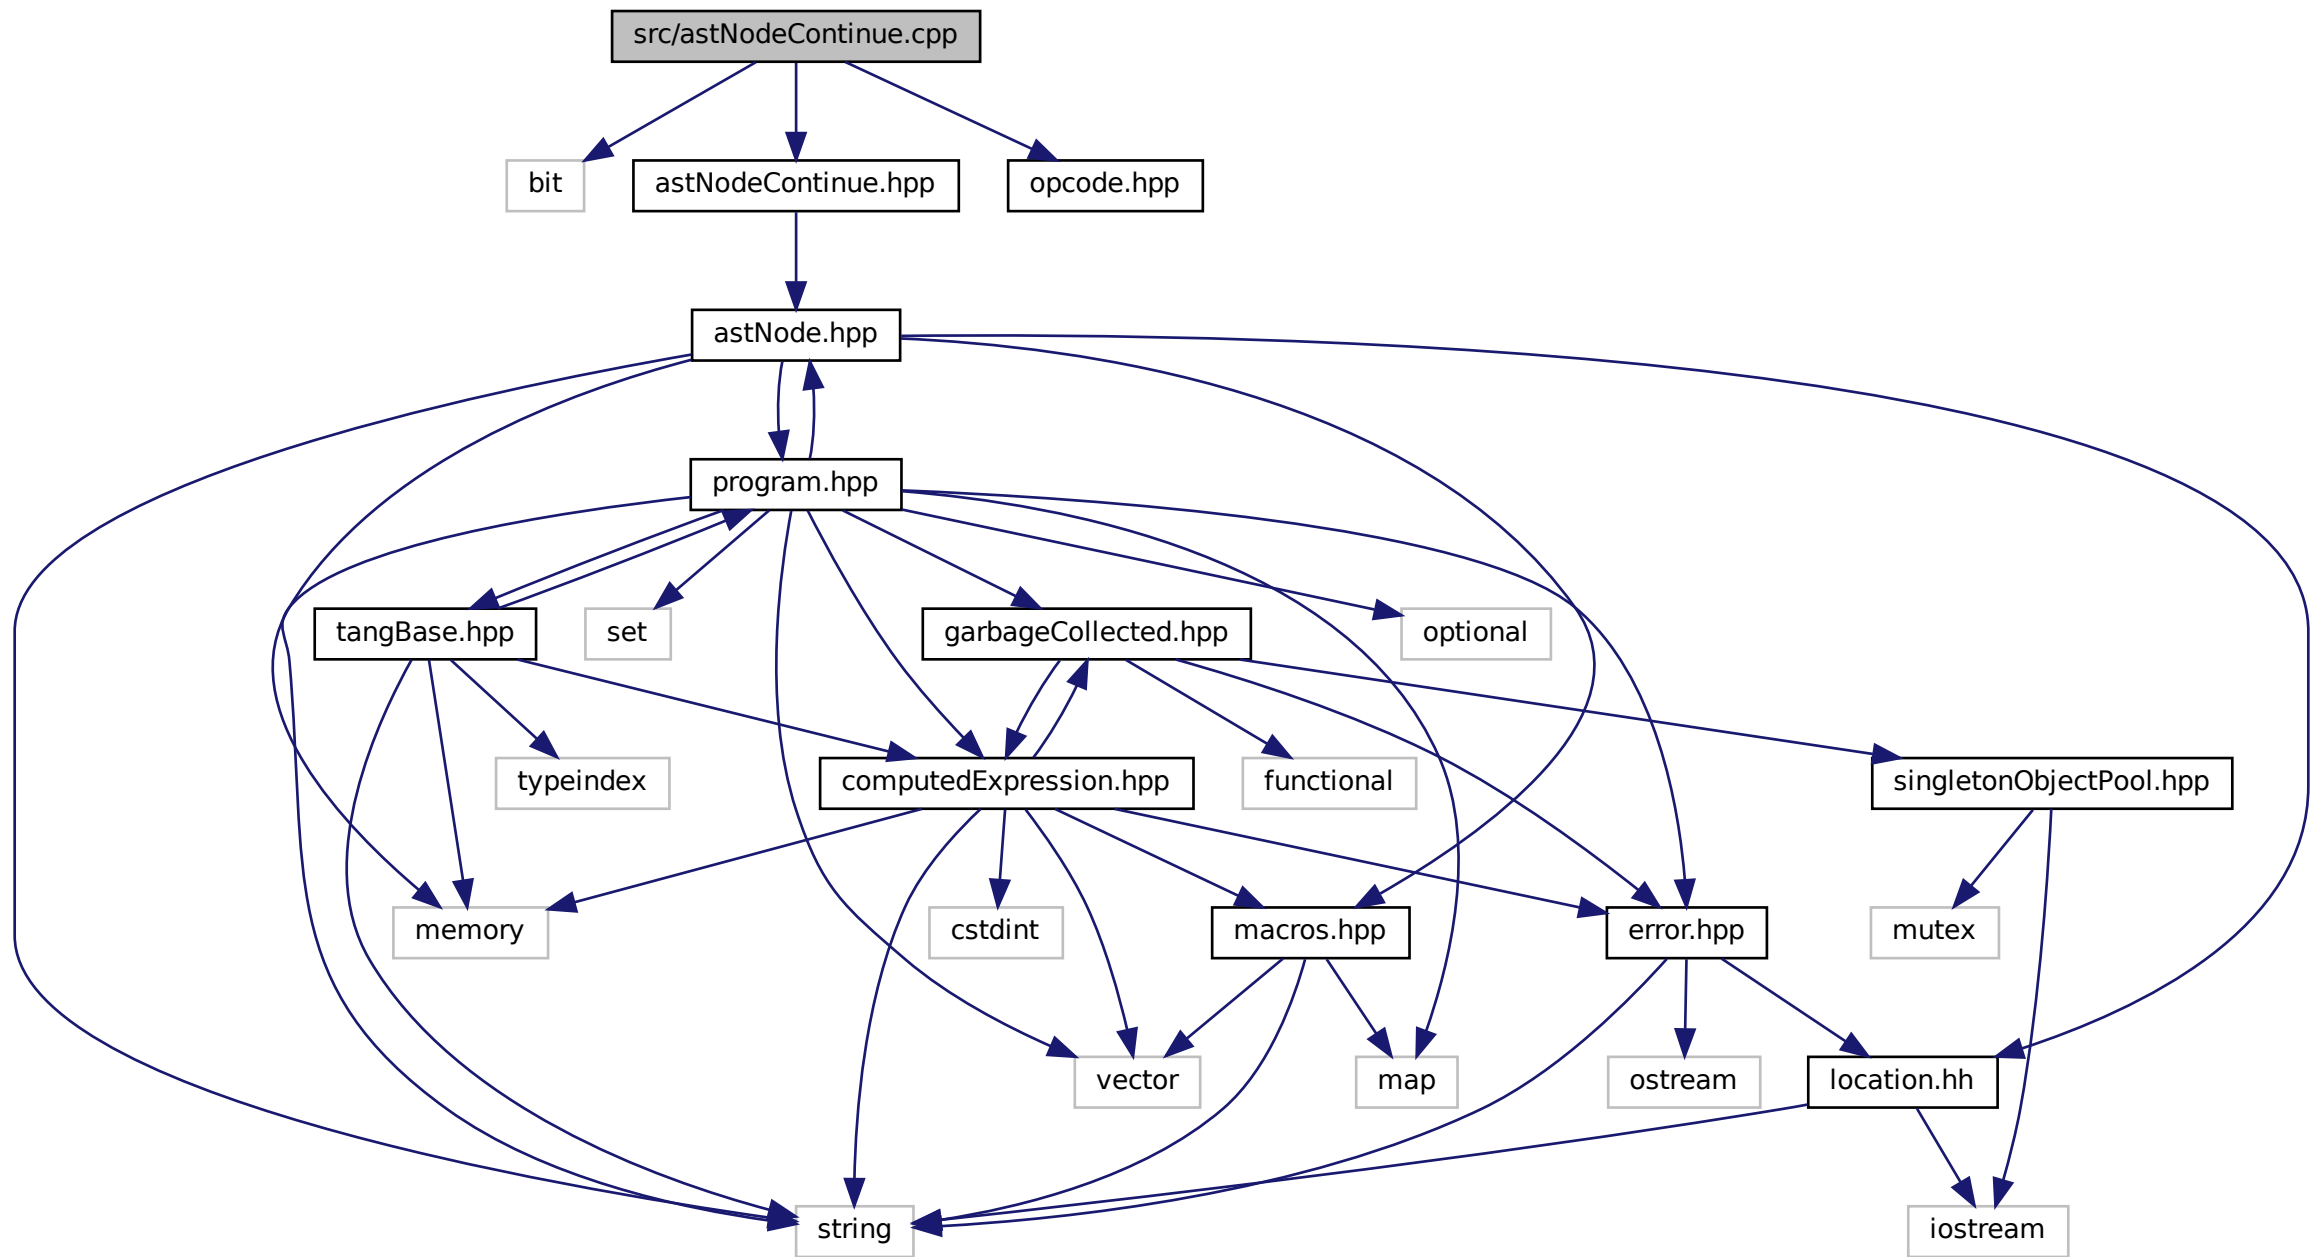 src/astNodeContinue.cpp
bit
astNodeContinue.hpp
opcode.hpp
astNode.hpp
program.hpp
tangBase.hpp
set
garbageCollected.hpp
optional
typeindex
computedExpression.hpp
functional
singletonObjectPool.hpp
memory
cstdint
macros.hpp
error.hpp
mutex
vector
map
ostream
location.hh
string
iostream